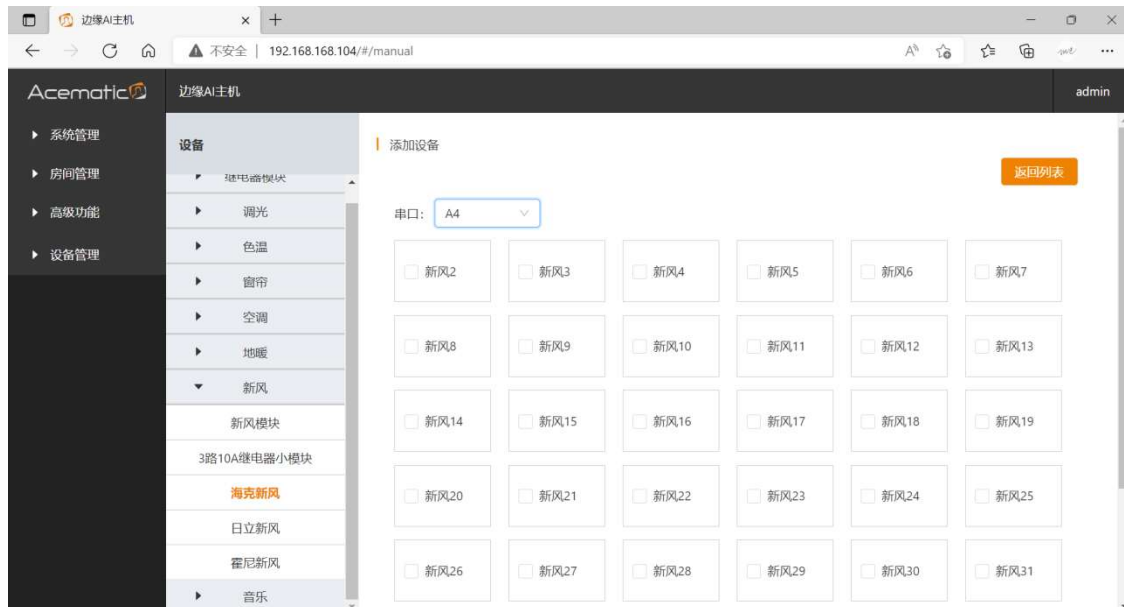 边缘AI主机
不安全 | 192.168.168.104/#/manual
Acematic
边缘AI主机
admin
系统管理
房间管理
高级功能
设备管理
设备
继电器模块
调光
色温
窗帘
空调
地暖
新风
新风模块
3路10A继电器小模块
海克新风
日立新风
霍尼新风
音乐
添加设备
返回列表
串口: A4
新风2 新风3 新风4 新风5 新风6 新风7
新风8 新风9 新风10 新风11 新风12 新风13
新风14 新风15 新风16 新风17 新风18 新风19
新风20 新风21 新风22 新风23 新风24 新风25
新风26 新风27 新风28 新风29 新风30 新风31